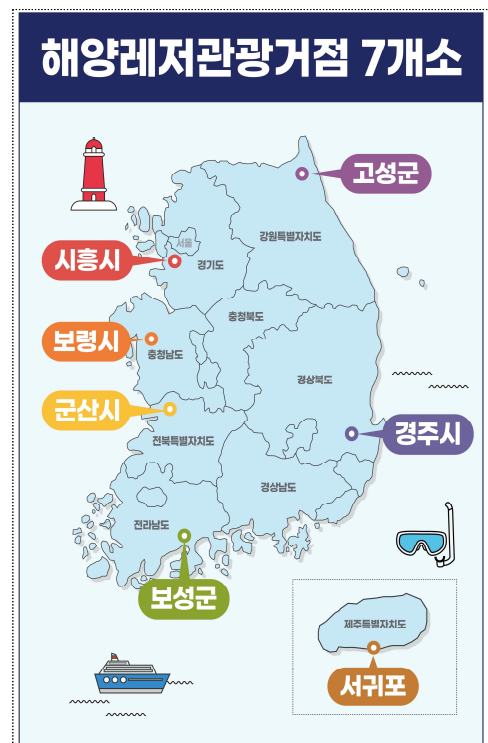 해양레저관광거점 7개소
고성군
강원특별자치도
서울
시흥시
경기도
충청북도
보령시
충청남도
경상북도
군산시
경주시
전북특별자치도
경상남도
전라남도
보성군
제주특별자치도
서귀포